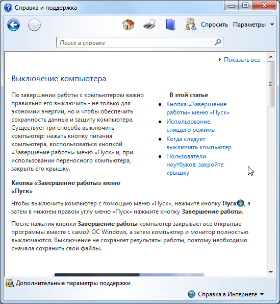 Справка и поддержка
Спросить Параметры
Поиск в справке
Показать все
Выключение компьютера
По завершении работы с компьютером важно
правильно его выключить - не только для
экономии энергии, но и чтобы обеспечить
сохранность данных и защиту компьютера.
Существует три способа выключить
компьютер: нажать кнопку питания
компьютера, воспользоваться кнопкой
«Завершение работы» меню «Пуск» и, при
использовании переносного компьютера,
закрыть его крышку.
В этой статье
Кнопка «Завершение
работы» меню «Пуск»
Использование
спящего режима
Когда следует
выключать компьютер
Пользователи
ноутбуков: закройте
крышку
Кнопка «Завершение работы» меню
«Пуск»
Чтобы выключить компьютер с помощью меню «Пуск», нажмите кнопку Пуск, а
затем в нижнем правом углу меню «Пуск» нажмите кнопку Завершение работы.
После нажатия кнопки Завершение работы компьютер закрывает все открытые
программы вместе с самой ОС Windows, а затем компьютер и монитор полностью
выключаются. Выключение не сохраняет результаты работы, поэтому необходимо
сначала сохранить свои файлы.
Дополнительные параметры поддержки
Справка в Интернете